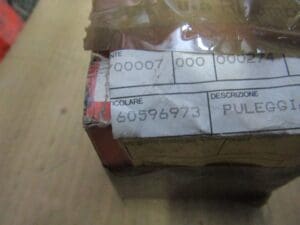 NTE
00007 000 000274
ICOLARE DESCRIZIONE
60596973 PULEGGI